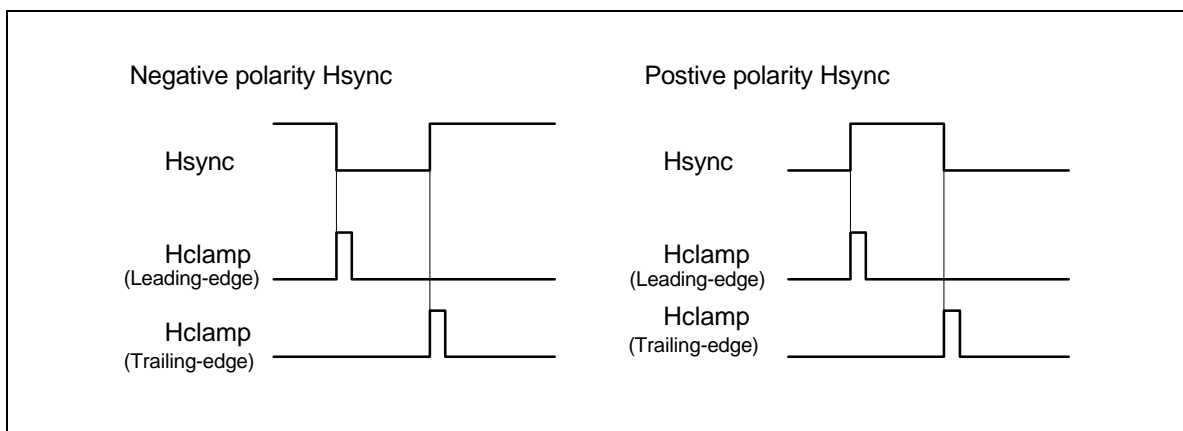 Negative polarity Hsync
Hsync
Hclamp
(Leading-edge)
Hclamp
(Trailing-edge)
Postive polarity Hsync
Hsync
Hclamp
(Leading-edge)
Hclamp
(Trailing-edge)